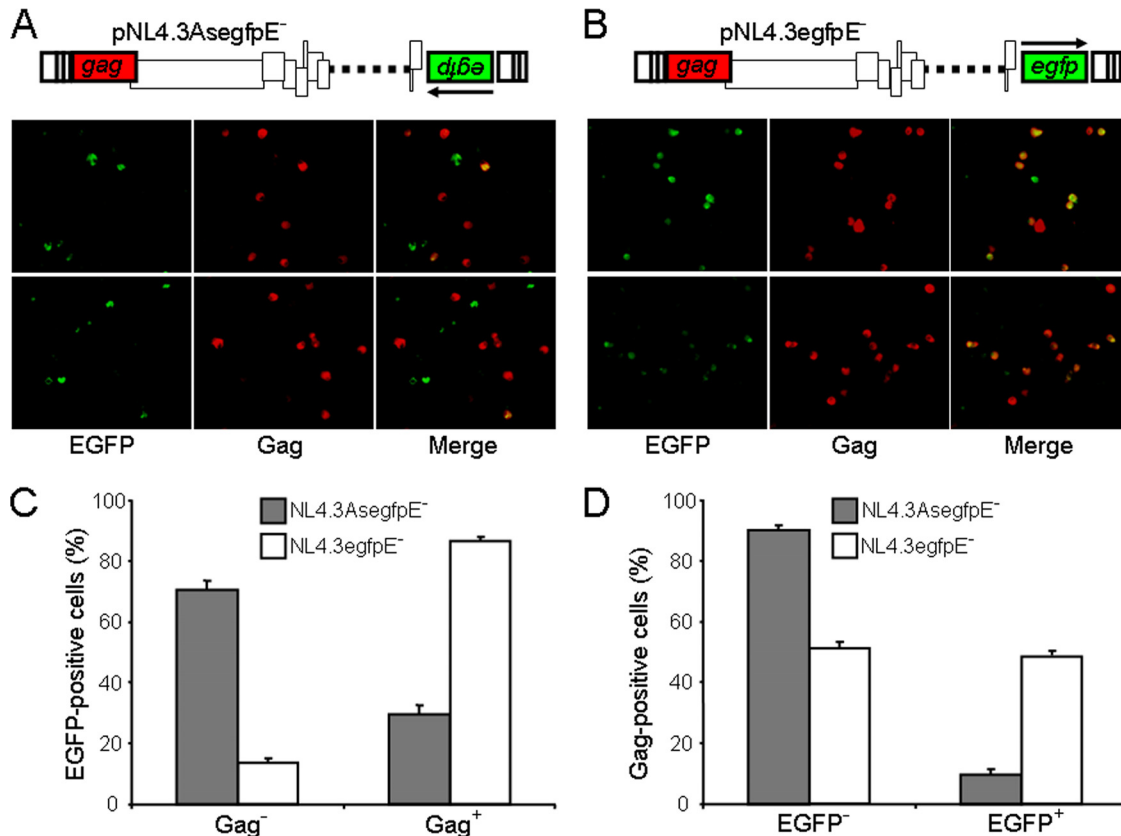 A
pNL4.3AsegfpE⁻
gag
egfp
EGFP
Gag
Merge
B
pNL4.3egfpE⁻
gag
egfp
EGFP
Gag
Merge
C
EGFP-positive cells (%)
100
80
60
40
20
0
NL4.3AsegfpE⁻
NL4.3egfpE⁻
Gag⁻
Gag⁺
D
Gag-positive cells (%)
100
80
60
40
20
0
NL4.3AsegfpE⁻
NL4.3egfpE⁻
EGFP⁻
EGFP⁺